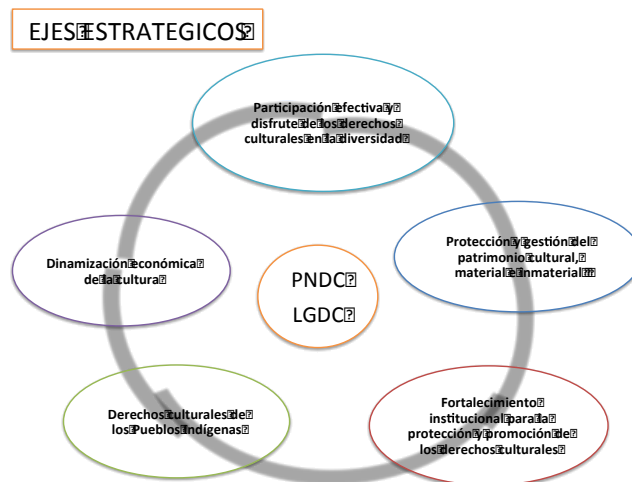 EJES ESTRATEGICOS
Participación efectiva y
disfrute de los derechos
culturales en la diversidad
Protección y gestión del
patrimonio cultural,
material e inmaterial
Fortalecimiento
institucional para la
protección y promoción de
los derechos culturales
Derechos culturales de
los Pueblos Indígenas
Dinamización económica
de la cultura
PNDC
LGDC